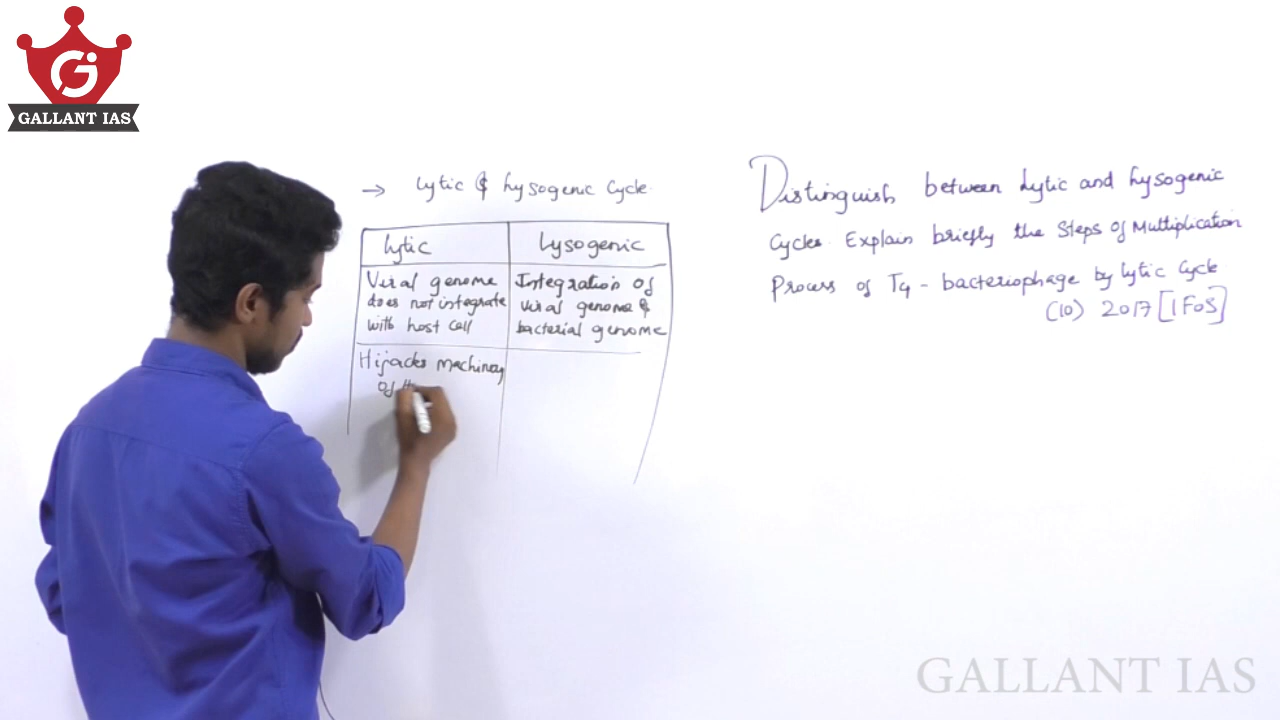 GALLANT IAS
→ Lytic & Lysogenic Cycle.
Lytic
Lysogenic
Viral genome
does not integrate
with host cell
Integration of
viral genome &
bacterial genome
Hijacks machinery
of
Distinguish between Lytic and Lysogenic
Cycles. Explain briefly the Steps of Multiplication
Process of T4 - bacteriophage by Lytic Cycle
(10) 2017 [IFoS]
GALLANT IAS